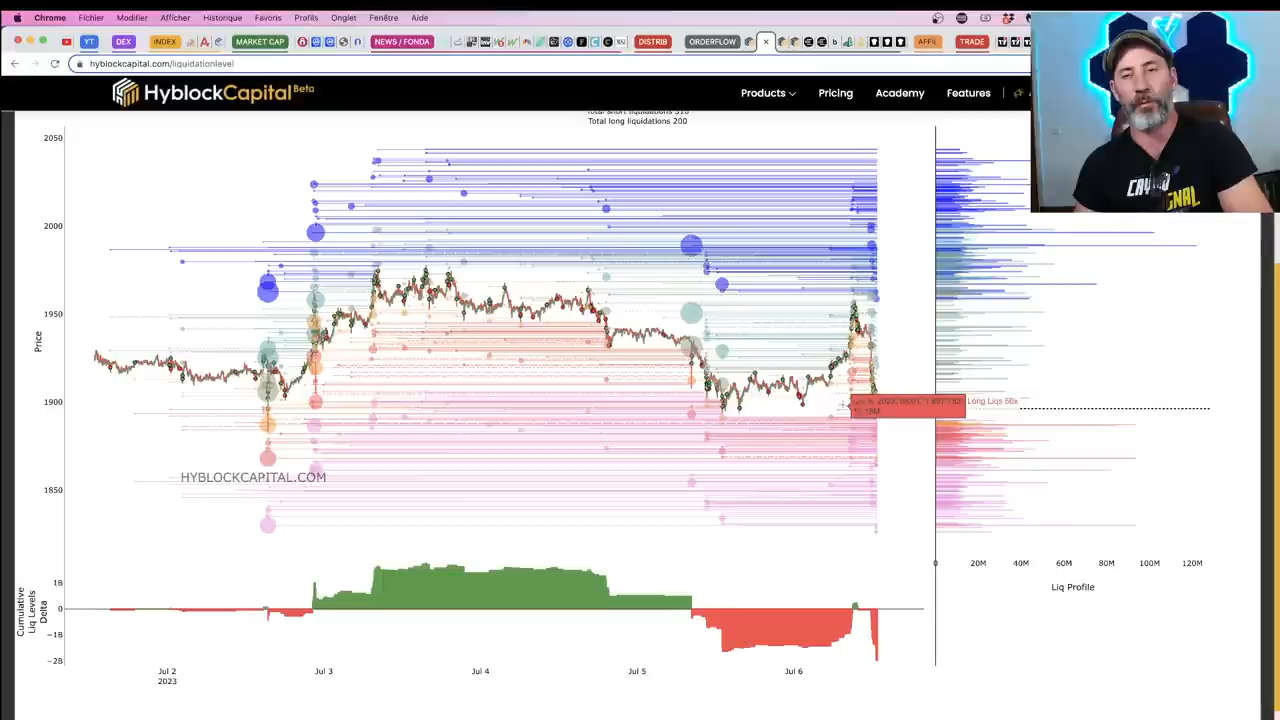 Chrome Fichier Modifier Afficher Historique Favoris Profils Onglet Fenêtre Aide
YT DEX INDEX MARKET CAP NEWS / FONDA DISTRIB ORDERFLOW AFFIL TRADE
hyblockcapital.com/liquidationlevel
HyblockCapital Beta Products Pricing Academy Features
Total short liquidations
Total long liquidations 200
2050
2000
1950
1900
1850
Price
Long Liqs 50x
HYBLOCKCAPITAL.COM
1B
0
−1B
−2B
Cumulative
Liq Levels
Delta
Jul 2
2023
Jul 3
Jul 4
Jul 5
Jul 6
0 20M 40M 60M 80M 100M 120M
Liq Profile